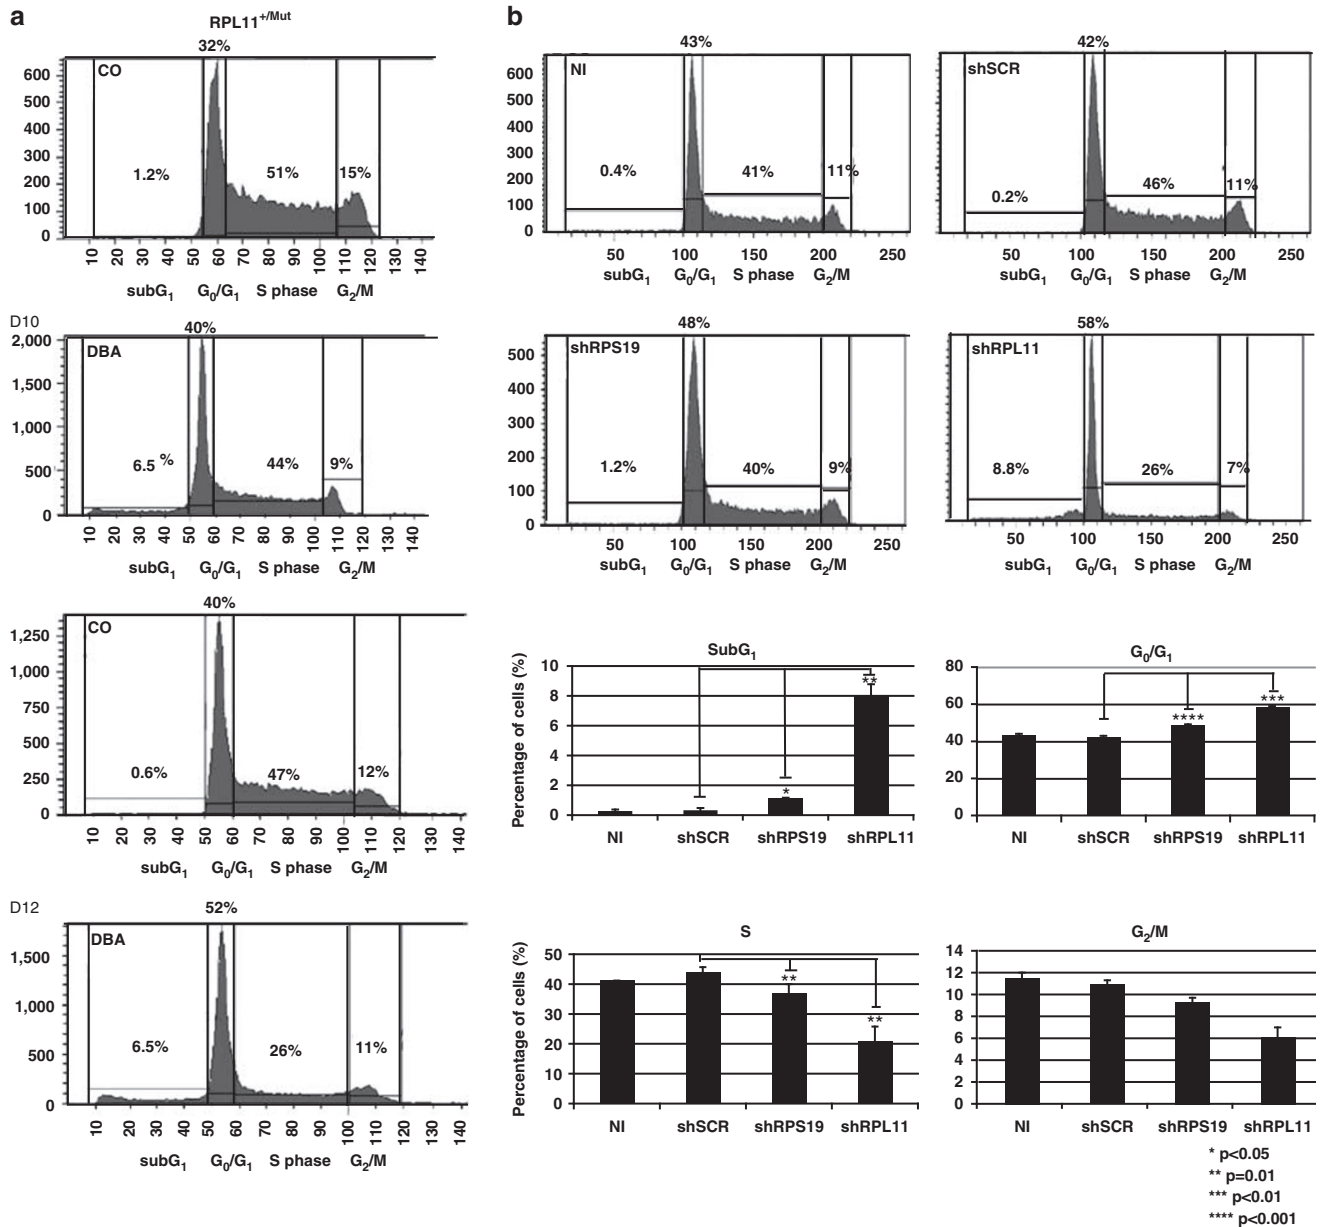 a
RPL11+/Mut
32%
CO
600
500
400
300
200
100
0
1.2%
51%
15%
10 20 30 40 50 60 70 80 90 100 110 120 130 140
subG1 G0/G1 S phase G2/M
D10
40%
2,000
1,500
1,000
500
0
DBA
6.5 %
44%
9%
10 20 30 40 50 60 70 80 90 100 110 120 130 140
subG1 G0/G1 S phase G2/M
40%
CO
1,250
1,000
750
500
250
0
0.6%
47%
12%
10 20 30 40 50 60 70 80 90 100 110 120 130 140
subG1 G0/G1 S phase G2/M
D12
52%
DBA
1,500
1,000
500
0
6.5%
26%
11%
10 20 30 40 50 60 70 80 90 100 110 120 130 140
subG1 G0/G1 S phase G2/M
b
43%
NI
600
500
400
300
200
100
0
0.4%
41%
11%
50 100 150 200 250
subG1 G0/G1 S phase G2/M
42%
shSCR
0.2%
46%
11%
50 100 150 200 250
subG1 G0/G1 S phase G2/M
48%
shRPS19
500
400
300
200
100
0
1.2%
40%
9%
50 100 150 200 250
subG1 G0/G1 S phase G2/M
58%
shRPL11
8.8%
26%
7%
50 100 150 200 250
subG1 G0/G1 S phase G2/M
SubG1
Percentage of cells (%)
10
8
6
4
2
0
*
**
NI shSCR shRPS19 shRPL11
G0/G1
80
60
40
20
0
****
***
NI shSCR shRPS19 shRPL11
S
Percentage of cells (%)
50
40
30
20
10
0
**
**
NI shSCR shRPS19 shRPL11
G2/M
14
12
10
8
6
4
2
0
NI shSCR shRPS19 shRPL11
* p<0.05
** p=0.01
*** p<0.01
**** p<0.001